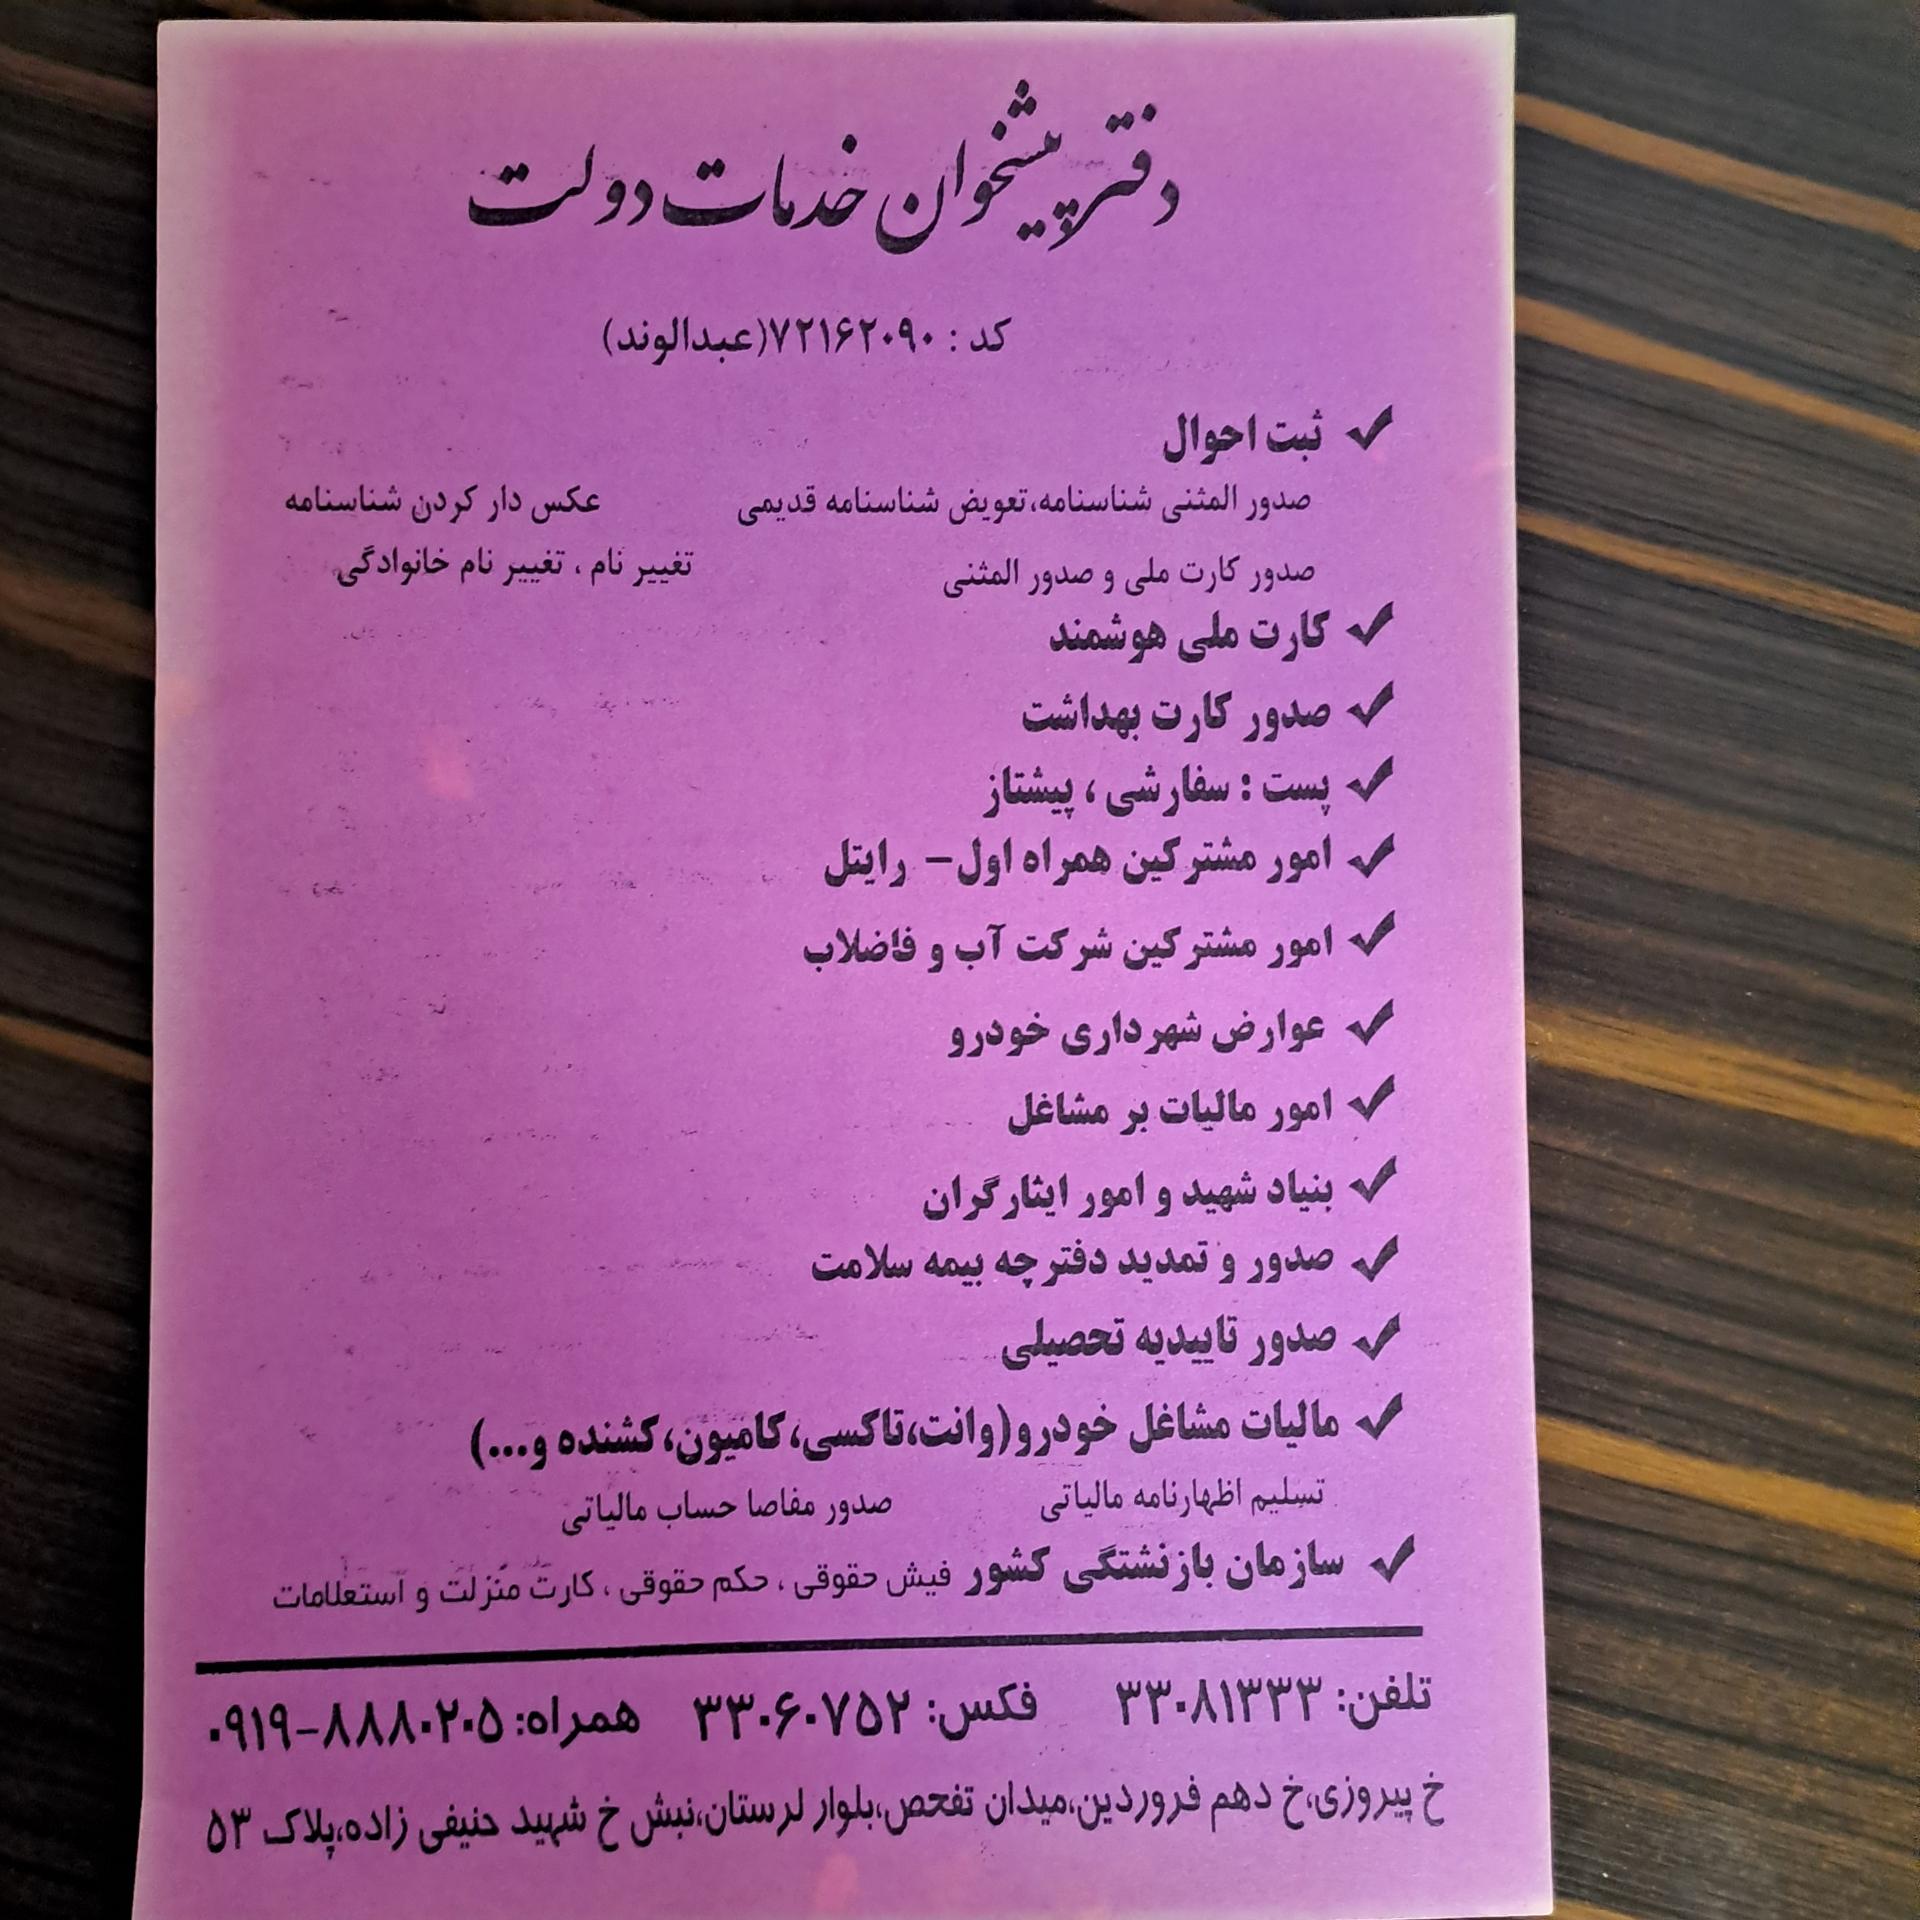 دفتر پیشخوان خدمات دولت
کد : ۷۲۱۶۲۰۹۰(عبدالوند)
✔ ثبت احوال
صدور المثنی شناسنامه،تعویض شناسنامه قدیمی عکس دار کردن شناسنامه
صدور کارت ملی و صدور المثنی تغییر نام ، تغییر نام خانوادگی
✔ کارت ملی هوشمند
✔ صدور کارت بهداشت
✔ پست : سفارشی ، پیشتاز
✔ امور مشترکین همراه اول– رایتل
✔ امور مشترکین شرکت آب و فاضلاب
✔ عوارض شهرداری خودرو
✔ امور مالیات بر مشاغل
✔ بنیاد شهید و امور ایثارگران
✔ صدور و تمدید دفترچه بیمه سلامت
✔ صدور تاییدیه تحصیلی
✔ مالیات مشاغل خودرو(وانت،تاکسی،کامیون،کشنده و...)
تسلیم اظهارنامه مالیاتی صدور مفاصا حساب مالیاتی
✔ سازمان بازنشتگی کشور فیش حقوقی ، حکم حقوقی ، کارت منزلت و استعلامات
تلفن: ۳۳۰۸۱۳۳۳ فکس: ۳۳۰۶۰۷۵۲ همراه: ۸۸۸۰۲۰۵–۰۹۱۹
خ پیروزی،خ دهم فروردین،میدان تفحص،بلوار لرستان،نبش خ شهید حنیفی زاده،پلاک ۵۳